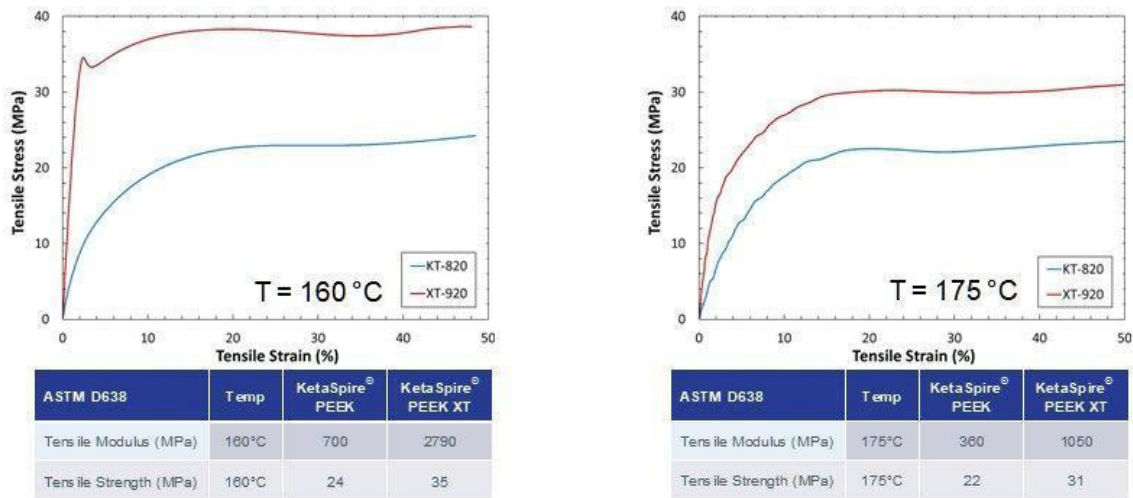 40
30
20
10
0
Tensile Stress (MPa)
KT-820
XT-920
T = 160 °C
0 10 20 30 40 50
Tensile Strain (%)
ASTM D638 Temp KetaSpire® PEEK KetaSpire® PEEK XT
Tensile Modulus (MPa) 160°C 700 2790
Tensile Strength (MPa) 160°C 24 35
40
30
20
10
0
Tensile Stress (MPa)
KT-820
XT-920
T = 175 °C
0 10 20 30 40 50
Tensile Strain (%)
ASTM D638 Temp KetaSpire® PEEK KetaSpire® PEEK XT
Tensile Modulus (MPa) 175°C 360 1050
Tensile Strength (MPa) 175°C 22 31